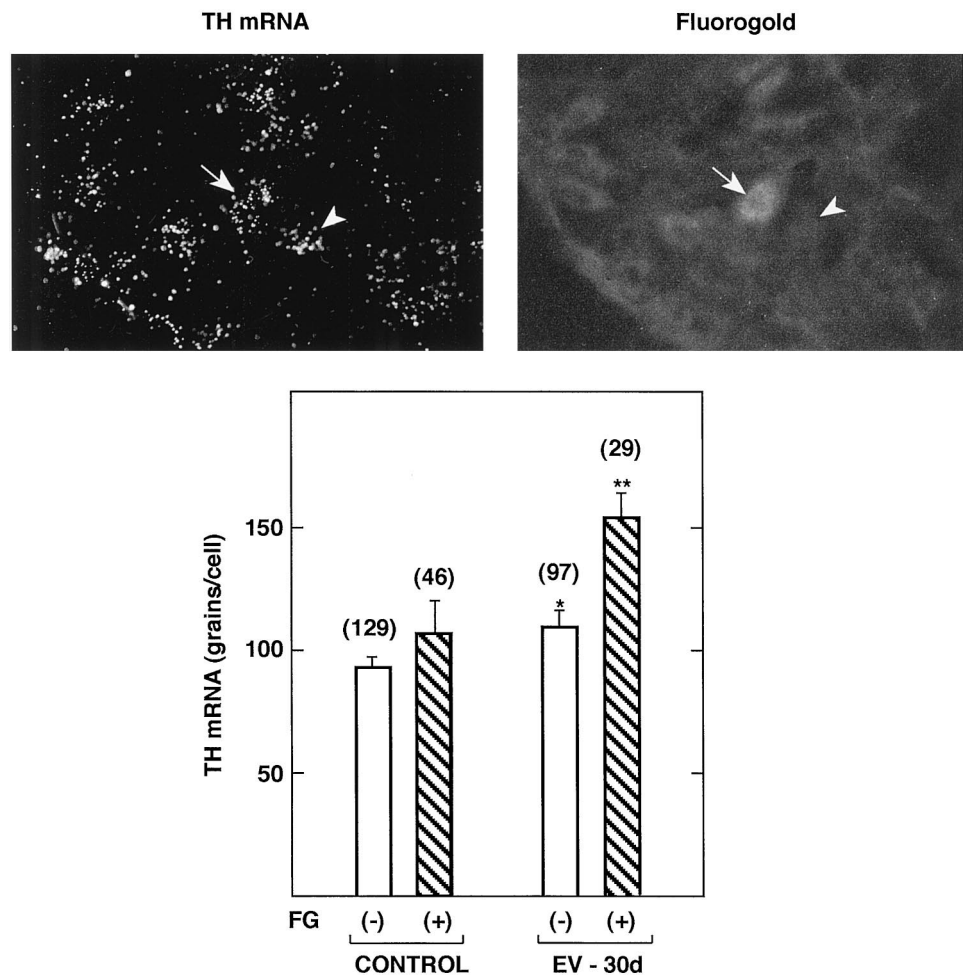 TH mRNA
Fluorogold
TH mRNA (grains/cell)
150
100
50
(129)
(46)
(97)
*
(29)
**
FG (-) (+) (-) (+)
CONTROL EV - 30d